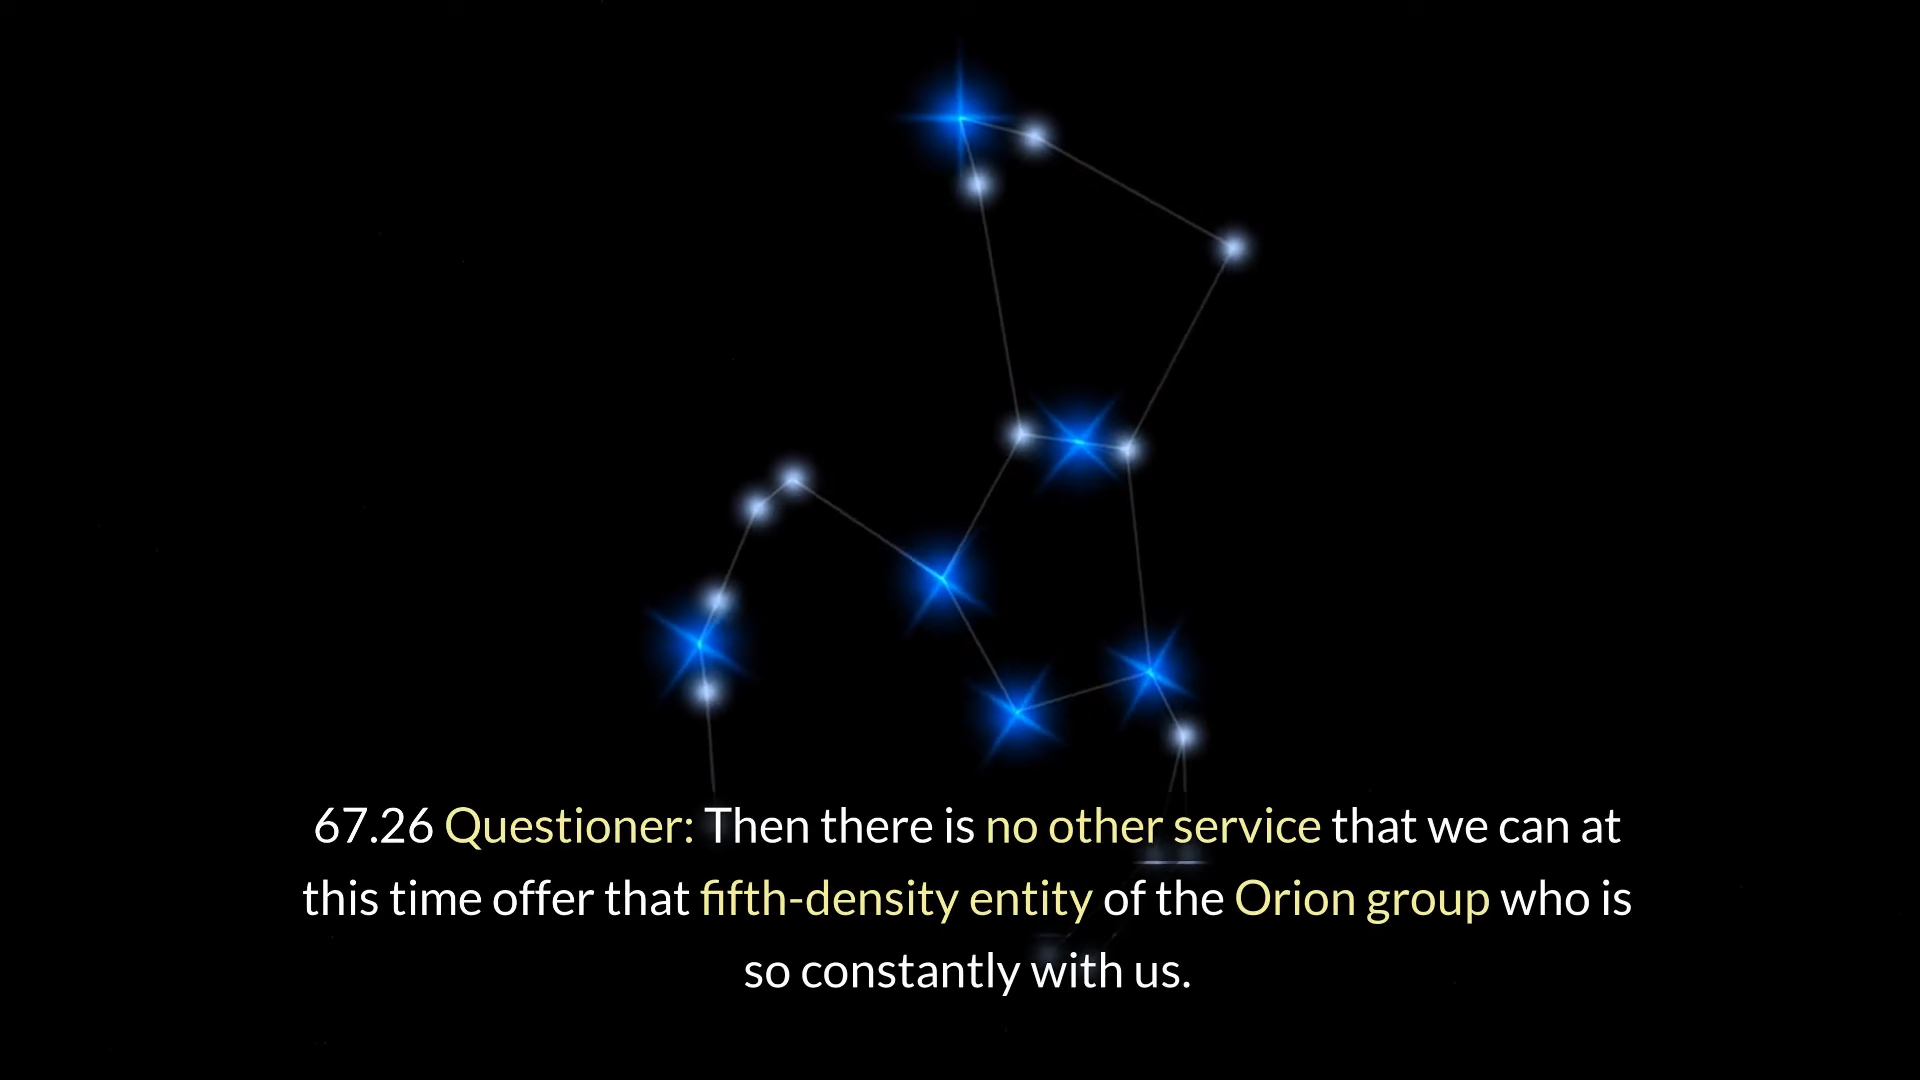 67.26 Questioner: Then there is no other service that we can at
this time offer that fifth-density entity of the Orion group who is
so constantly with us.